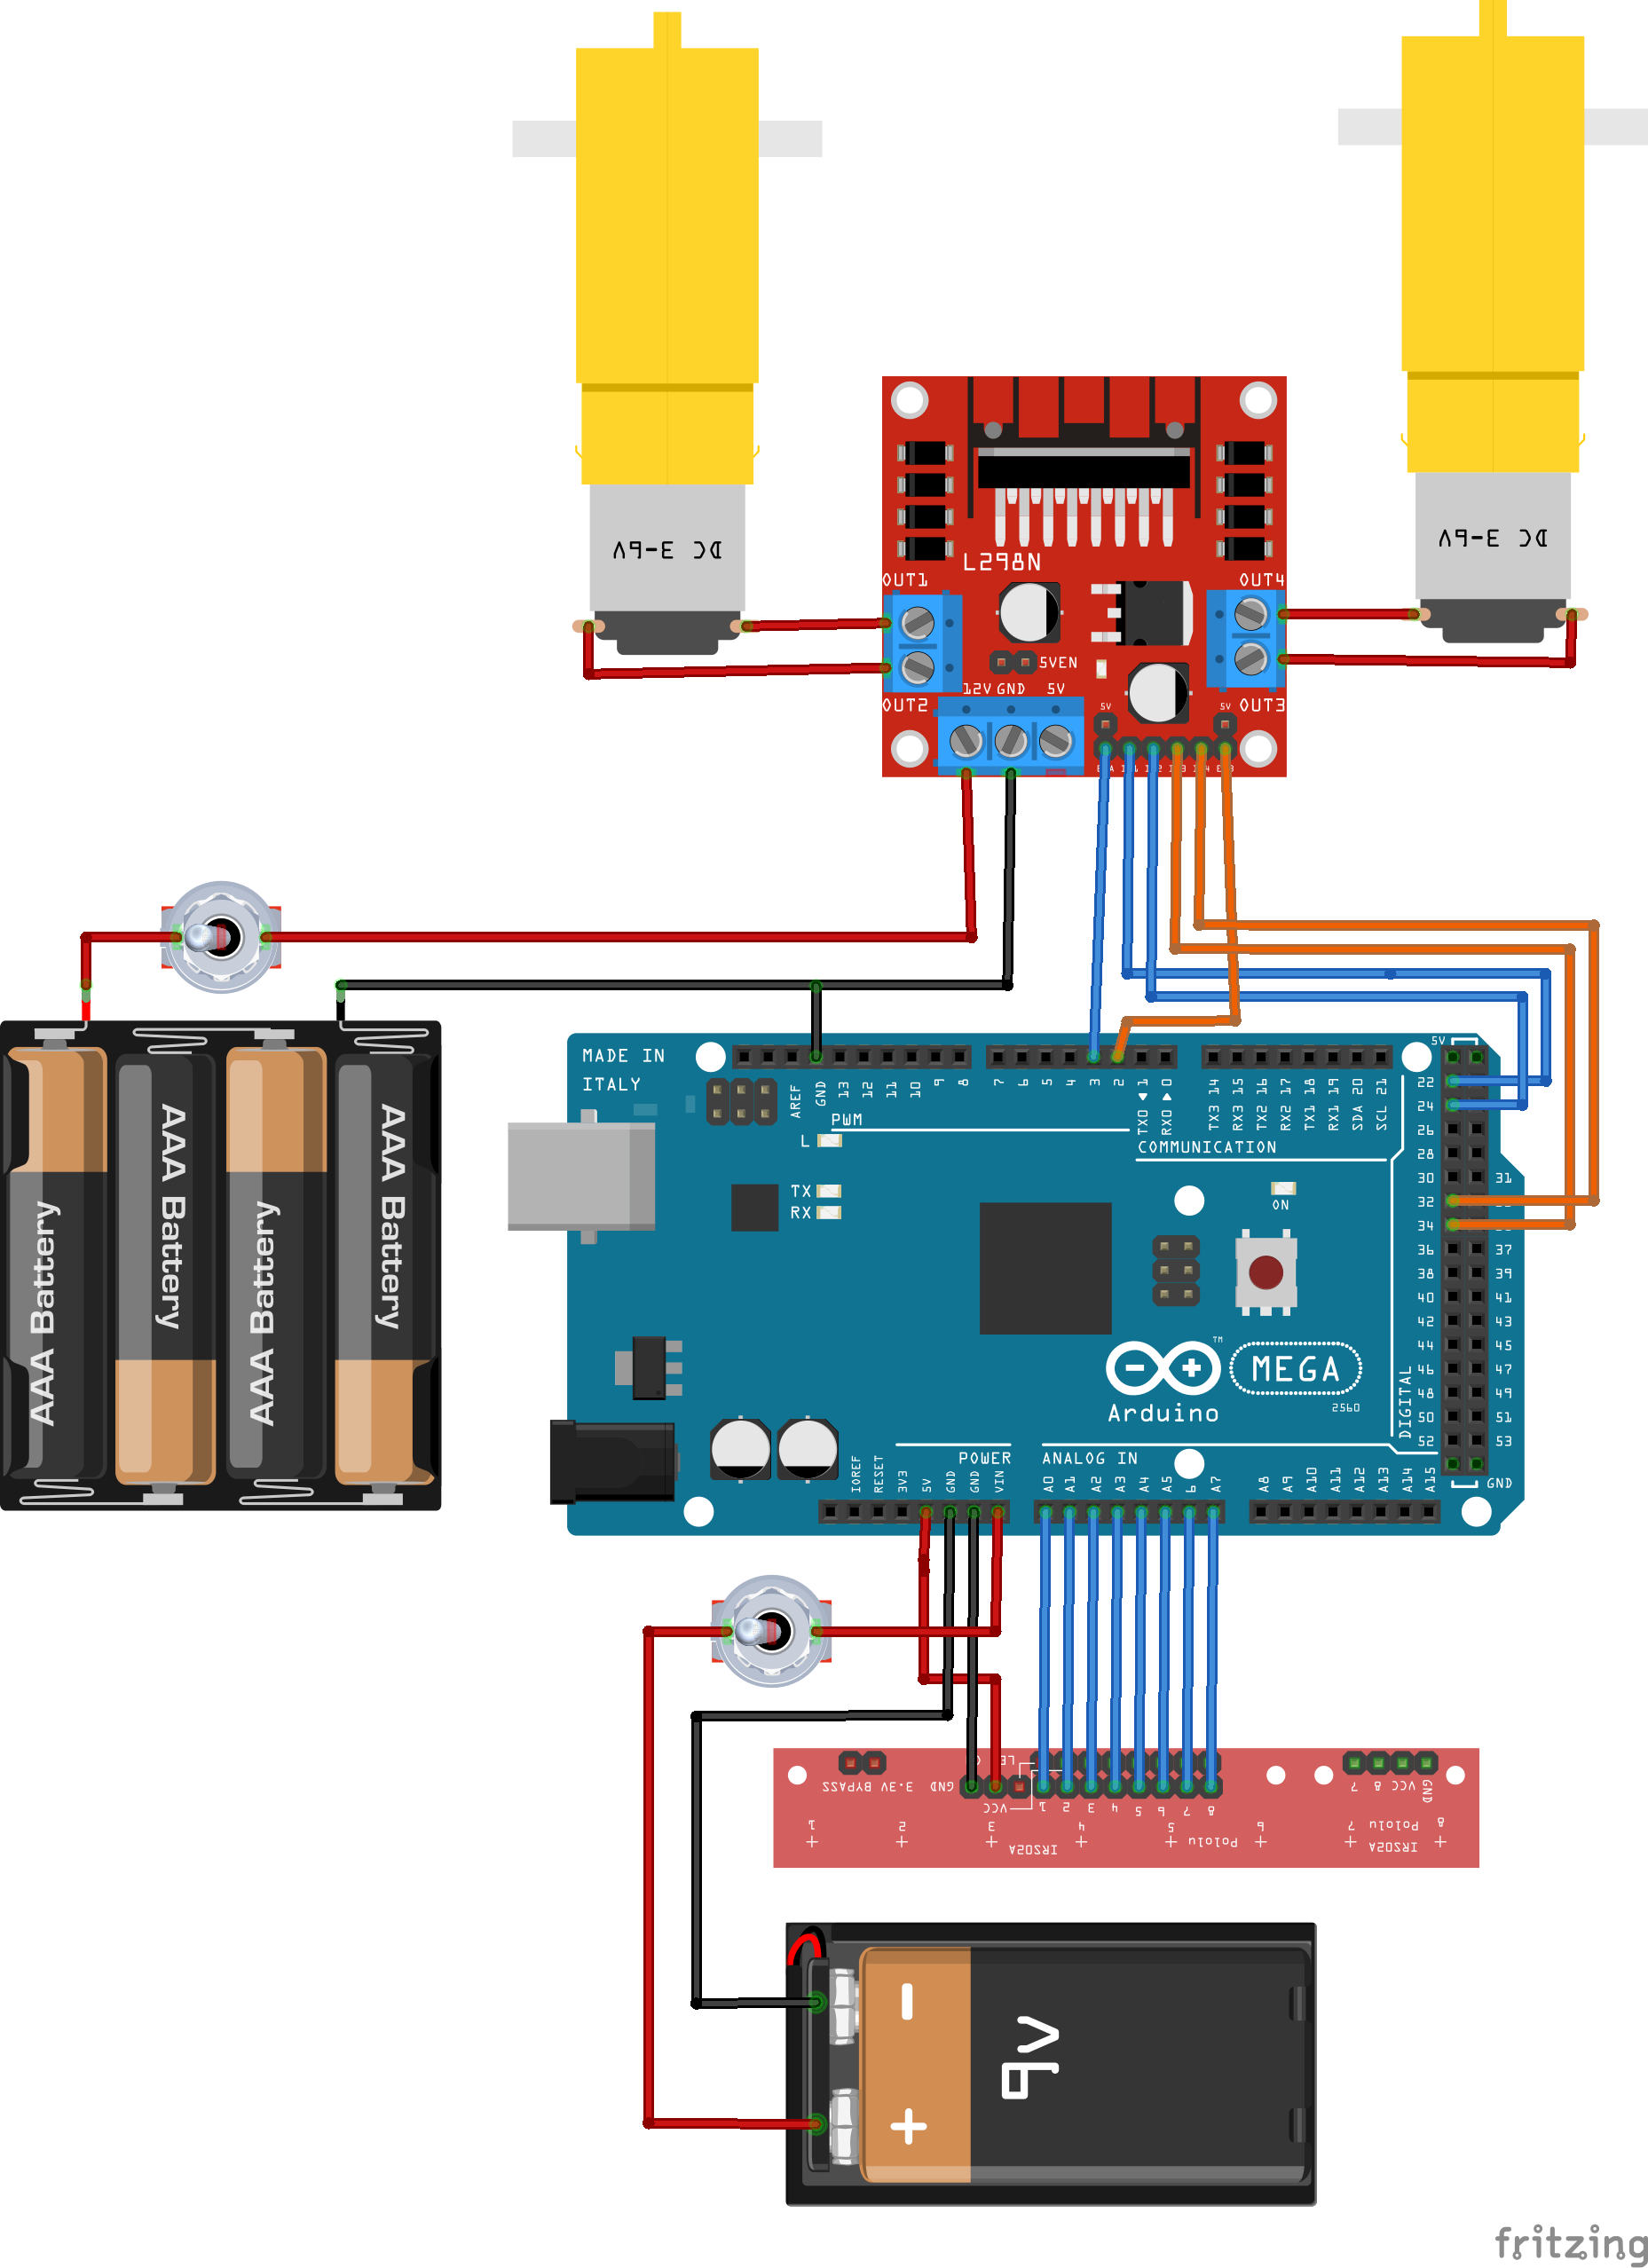 DC 3-6V
DC 3-6V
L298N
OUT1
OUT4
5VEN
12V GND 5V
OUT2
5V
5V
OUT3
MADE IN
ITALY
AREF
GND
13
12
11
10
9
8
7
6
5
4
3
2
TX0 1
RX0 0
TX3 14
RX3 15
TX2 16
RX2 17
TX1 18
RX1 19
SDA 20
SCL 21
5V
22
24
26
28
30 31
32
34
36 37
38 39
40 41
42 43
44 45
46 47
48 49
50 51
52 53
GND
PWM
L
COMMUNICATION
TX
RX
ON
AAA Battery
AAA Battery
AAA Battery
AAA Battery
TM
MEGA
Arduino
2560
DIGITAL
POWER
ANALOG IN
IOREF
RESET
3V3
5V
GND
GND
VIN
A0
A1
A2
A3
A4
A5
6
A7
A8
A9
A10
A11
A12
A13
A14
A15
BYPASS 3.3V
GND
VCC
1 2 3 4 5 6 7 8
7 8 VCC GND
1 2 3 4 5 6 7 8
IRS02A
Pololu
Pololu
IRS02A
9V
-
+
fritzing